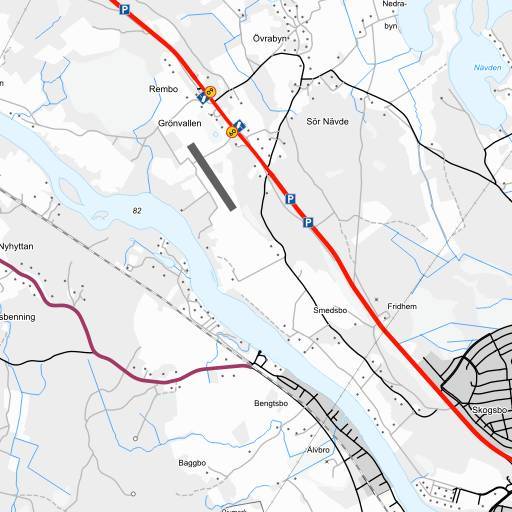 P
Nedra-
byn
Övrabyn
Nävden
Rembo
Grönvallen
Sör Nävde
P
82
P
Nyhyttan
Fridhem
Smedsbo
sbenning
Bengtsbo
Skogsbo
Älvbro
Baggbo